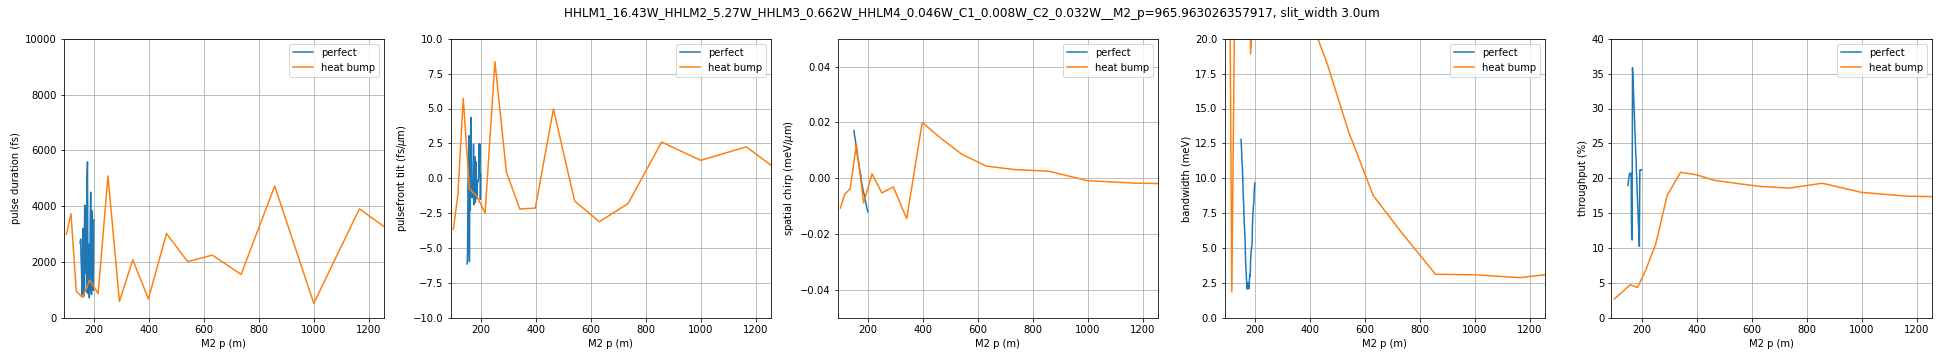 HHLM1_16.43W_HHLM2_5.27W_HHLM3_0.662W_HHLM4_0.046W_C1_0.008W_C2_0.032W__M2_p=965.963026357917, slit_width 3.0um
pulse duration (fs)
10000
8000
6000
4000
2000
0
200 400 600 800 1000 1200
M2 p (m)
perfect
heat bump
pulsefront tilt (fs/μm)
10.0
7.5
5.0
2.5
0.0
−2.5
−5.0
−7.5
−10.0
200 400 600 800 1000 1200
M2 p (m)
perfect
heat bump
spatial chirp (meV/μm)
0.04
0.02
0.00
−0.02
−0.04
200 400 600 800 1000 1200
M2 p (m)
perfect
heat bump
bandwidth (meV)
20.0
17.5
15.0
12.5
10.0
7.5
5.0
2.5
0.0
200 400 600 800 1000 1200
M2 p (m)
perfect
heat bump
throughput (%)
40
35
30
25
20
15
10
5
0
200 400 600 800 1000 1200
M2 p (m)
perfect
heat bump